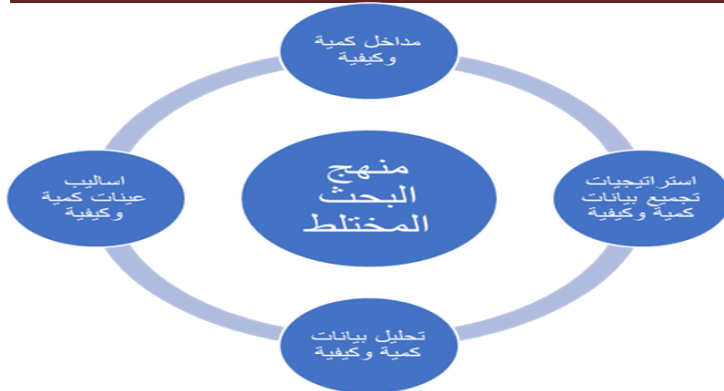 مداخل كمية
وكيفية
منهج
البحث
المختلط
استراتيجيات
تجميع بيانات
كمية وكيفية
تحليل بيانات
كمية وكيفية
اساليب
عينات كمية
وكيفية